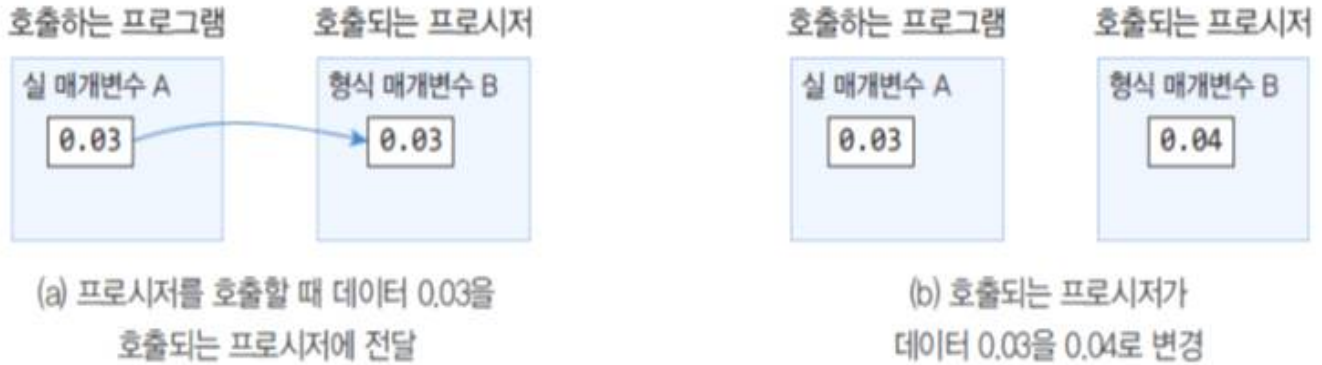 호출하는 프로그램
호출되는 프로시저
실 매개변수 A
0.03
형식 매개변수 B
0.03
(a) 프로시저를 호출할 때 데이터 0.03을
호출되는 프로시저에 전달
호출하는 프로그램
호출되는 프로시저
실 매개변수 A
0.03
형식 매개변수 B
0.04
(b) 호출되는 프로시저가
데이터 0.03을 0.04로 변경